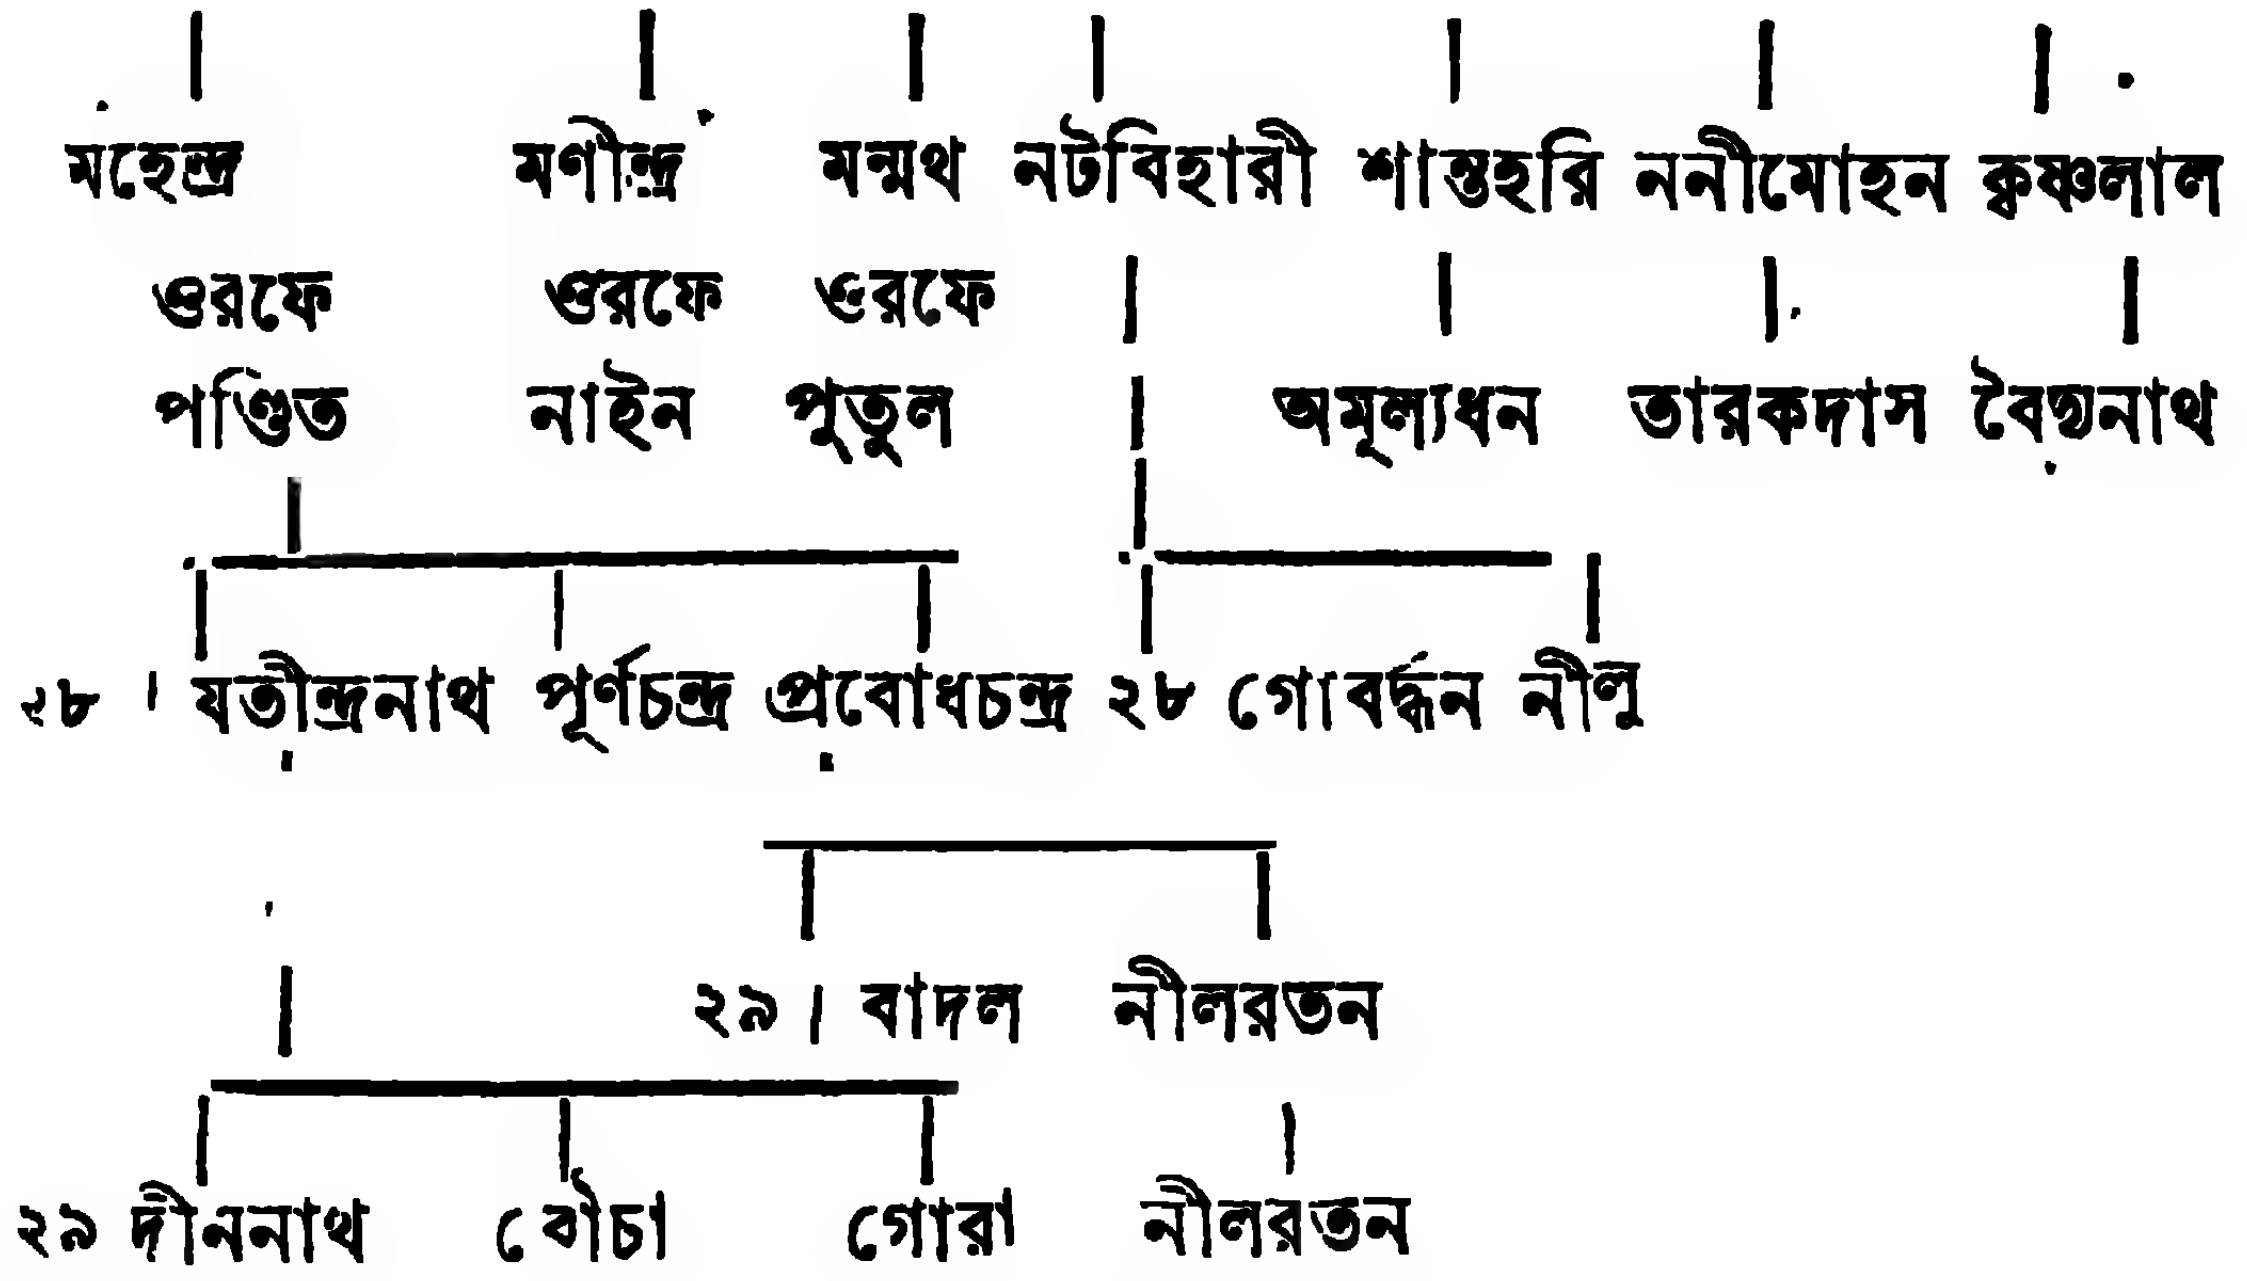 মহেন্দ্র মণীন্দ্র মন্মথ নটবিহারী শান্তহরি ননীমোহন কৃষ্ণলাল
ওরফে ওরফে ওরফে
পণ্ডিত নাইন পুতুল অমূল্যধন তারকদাস বৈদ্যনাথ
২৮ । যতীন্দ্রনাথ পূর্ণচন্দ্র প্রবোধচন্দ্র ২৮ গোবর্দ্ধন নীলু
২৯ । বাদল নীলরতন
২৯ দীননাথ বোঁচা গোরা নীলরতন